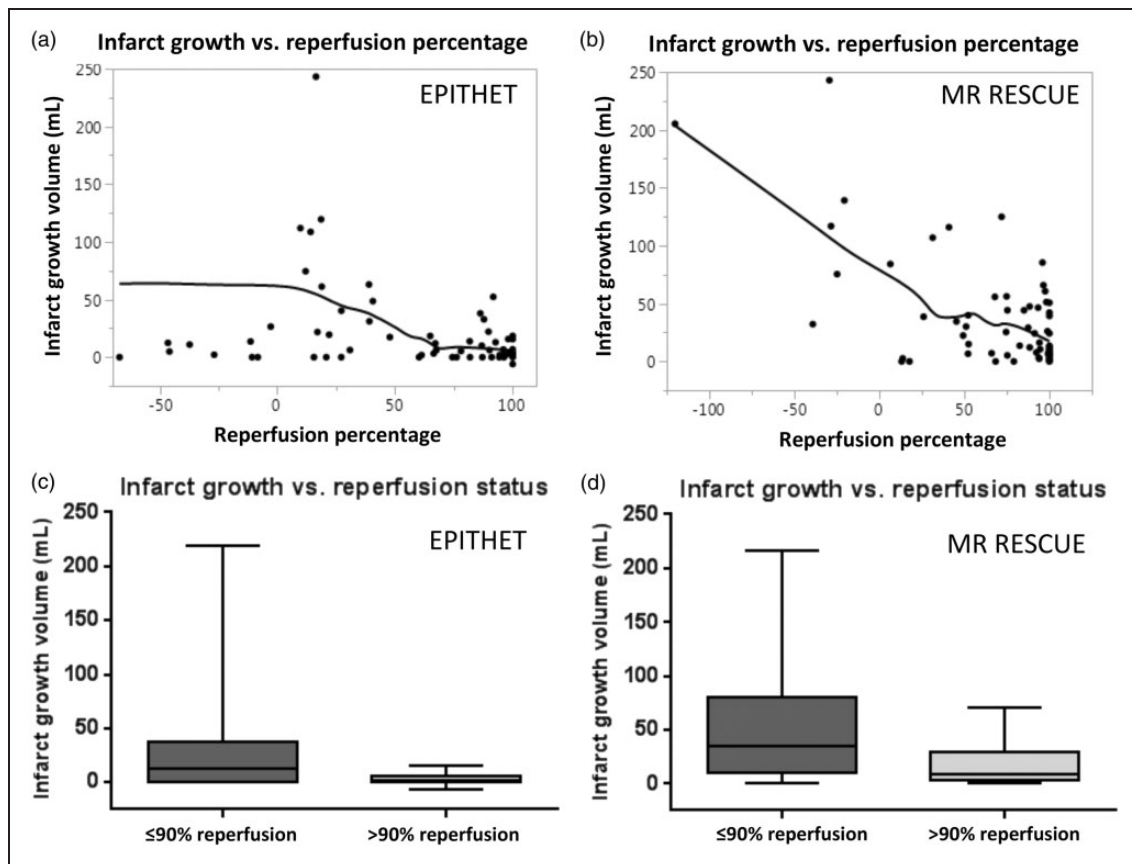 (a) Infarct growth vs. reperfusion percentage
EPITHET
Infarct growth volume (mL)
250
200
150
100
50
0
-50 0 50 100
Reperfusion percentage
(b) Infarct growth vs. reperfusion percentage
MR RESCUE
Infarct growth volume (mL)
250
200
150
100
50
0
-100 -50 0 50 100
Reperfusion percentage
(c) Infarct growth vs. reperfusion status
EPITHET
Infarct growth volume (mL)
250
200
150
100
50
0
≤90% reperfusion >90% reperfusion
(d) Infarct growth vs. reperfusion status
MR RESCUE
Infarct growth volume (mL)
250
200
150
100
50
0
≤90% reperfusion >90% reperfusion